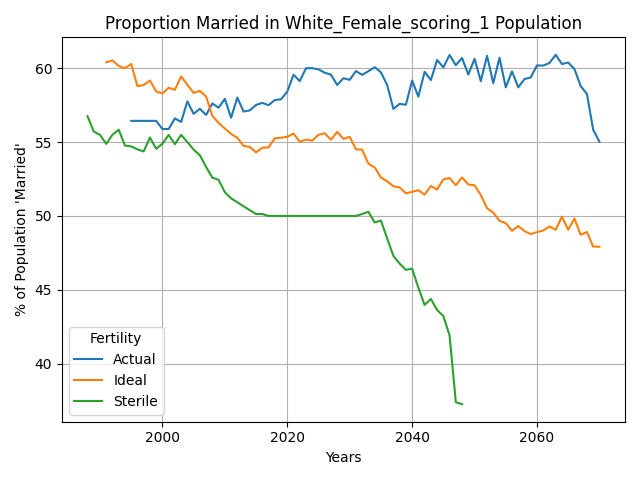 Proportion Married in White_Female_scoring_1 Population
% of Population 'Married'
60
55
50
45
40
Fertility
Actual
Ideal
Sterile
2000 2020 2040 2060
Years